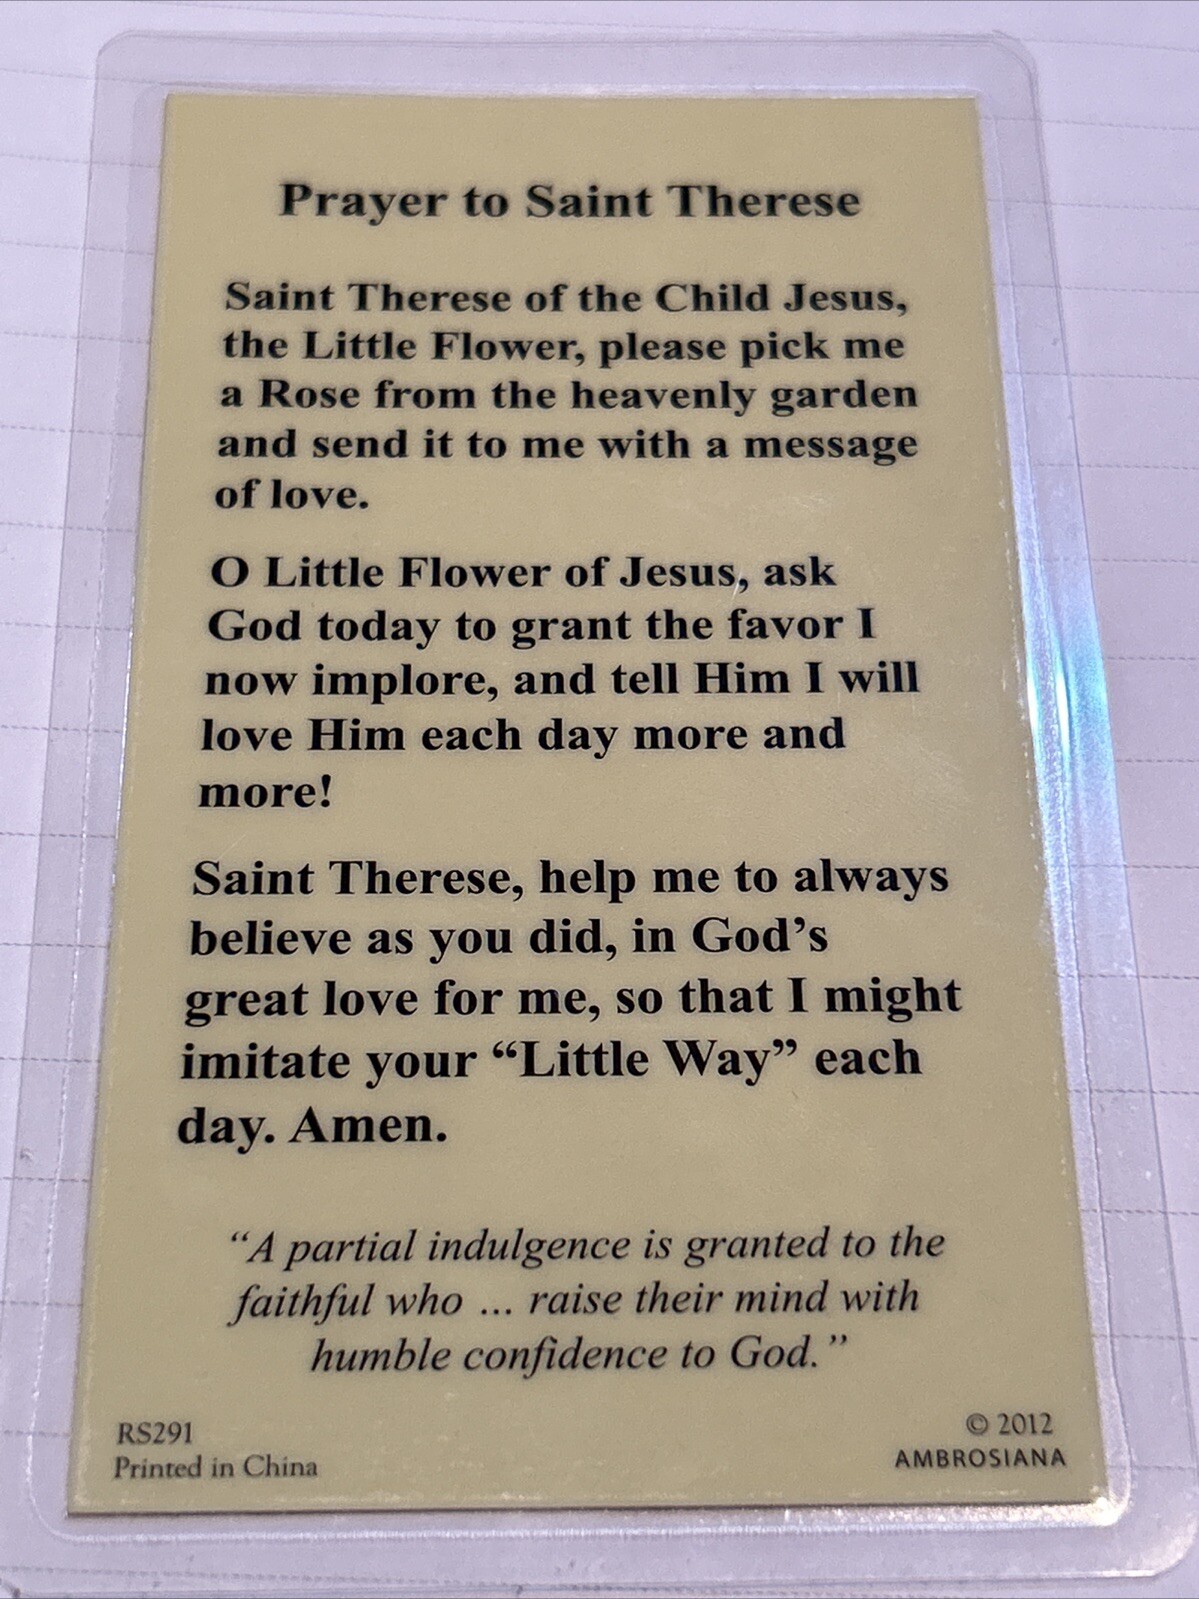 Prayer to Saint Therese
Saint Therese of the Child Jesus,
the Little Flower, please pick me
a Rose from the heavenly garden
and send it to me with a message
of love.
O Little Flower of Jesus, ask
God today to grant the favor I
now implore, and tell Him I will
love Him each day more and
more!
Saint Therese, help me to always
believe as you did, in God’s
great love for me, so that I might
imitate your “Little Way” each
day. Amen.
“A partial indulgence is granted to the
faithful who ... raise their mind with
humble confidence to God.”
RS291
Printed in China
© 2012
AMBROSIANA